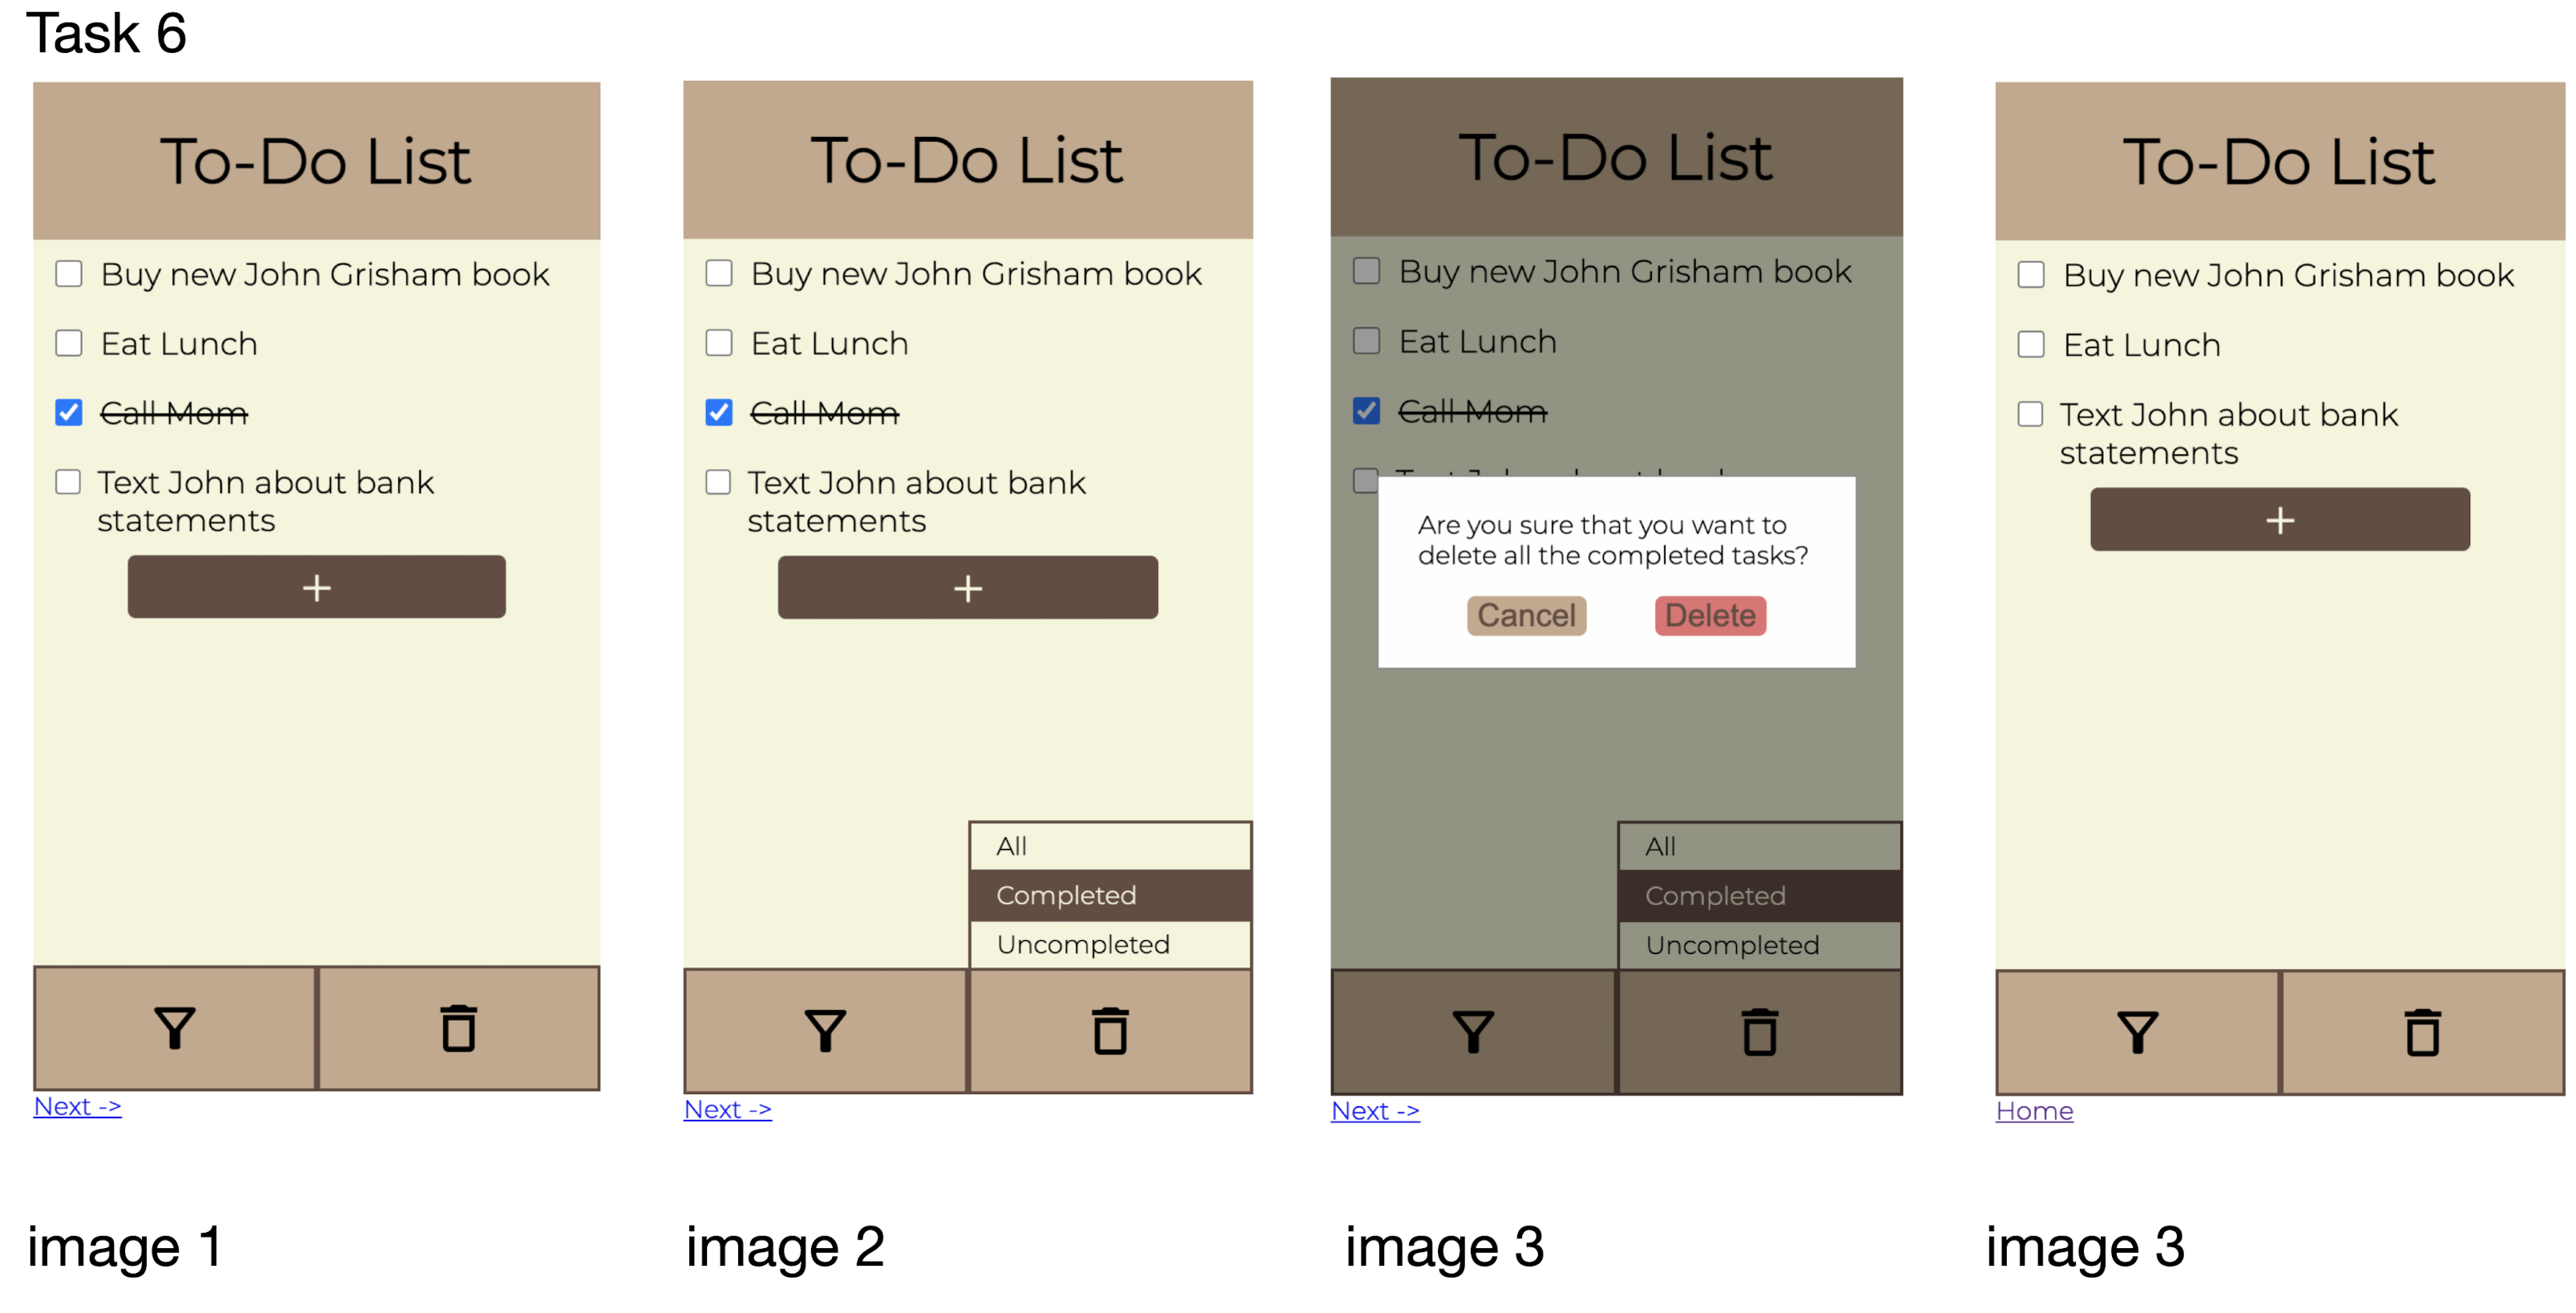 Task 6
To-Do List
Buy new John Grisham book
Eat Lunch
Call Mom
Text John about bank
statements
+
Next ->
image 1
To-Do List
Buy new John Grisham book
Eat Lunch
Call Mom
Text John about bank
statements
+
All
Completed
Uncompleted
Next ->
image 2
To-Do List
Buy new John Grisham book
Eat Lunch
Call Mom
Are you sure that you want to
delete all the completed tasks?
Cancel
Delete
All
Completed
Uncompleted
Next ->
image 3
To-Do List
Buy new John Grisham book
Eat Lunch
Text John about bank
statements
+
Home
image 3